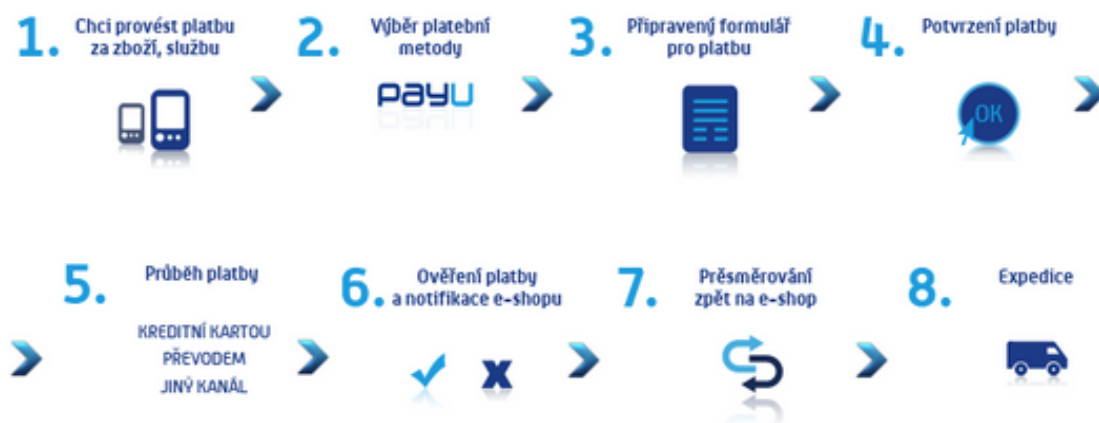 1. Chci provést platbu
za zboží, službu
2. Výběr platební
metody
PayU
3. Připravený formulář
pro platbu
4. Potvrzení platby
OK
5. Průběh platby
KREDITNÍ KARTOU
PŘEVODEM
JINÝ KANÁL
6. Ověření platby
a notifikace e-shopu
7. Přěsměrování
zpět na e-shop
8. Expedice